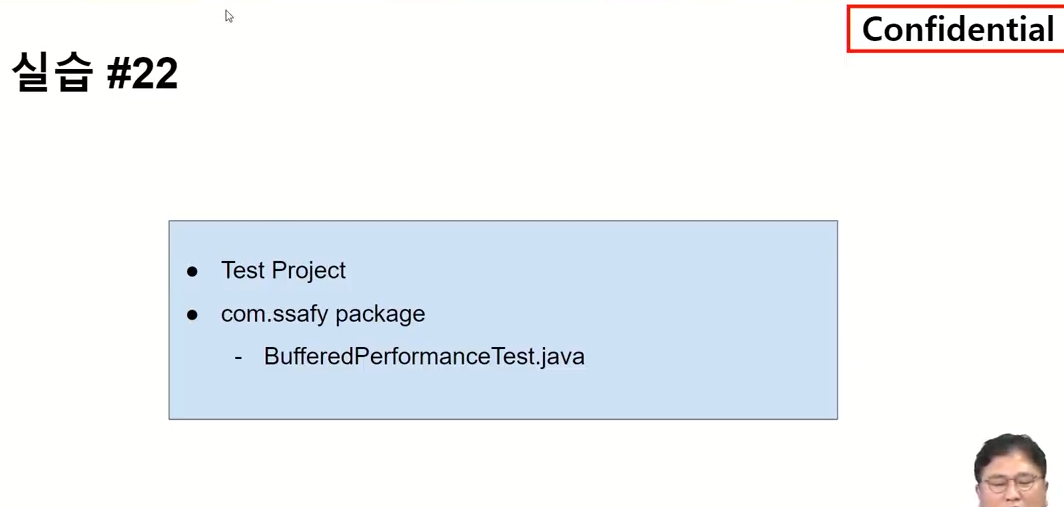 Confidential
실습 #22
● Test Project
● com.ssafy package
- BufferedPerformanceTest.java